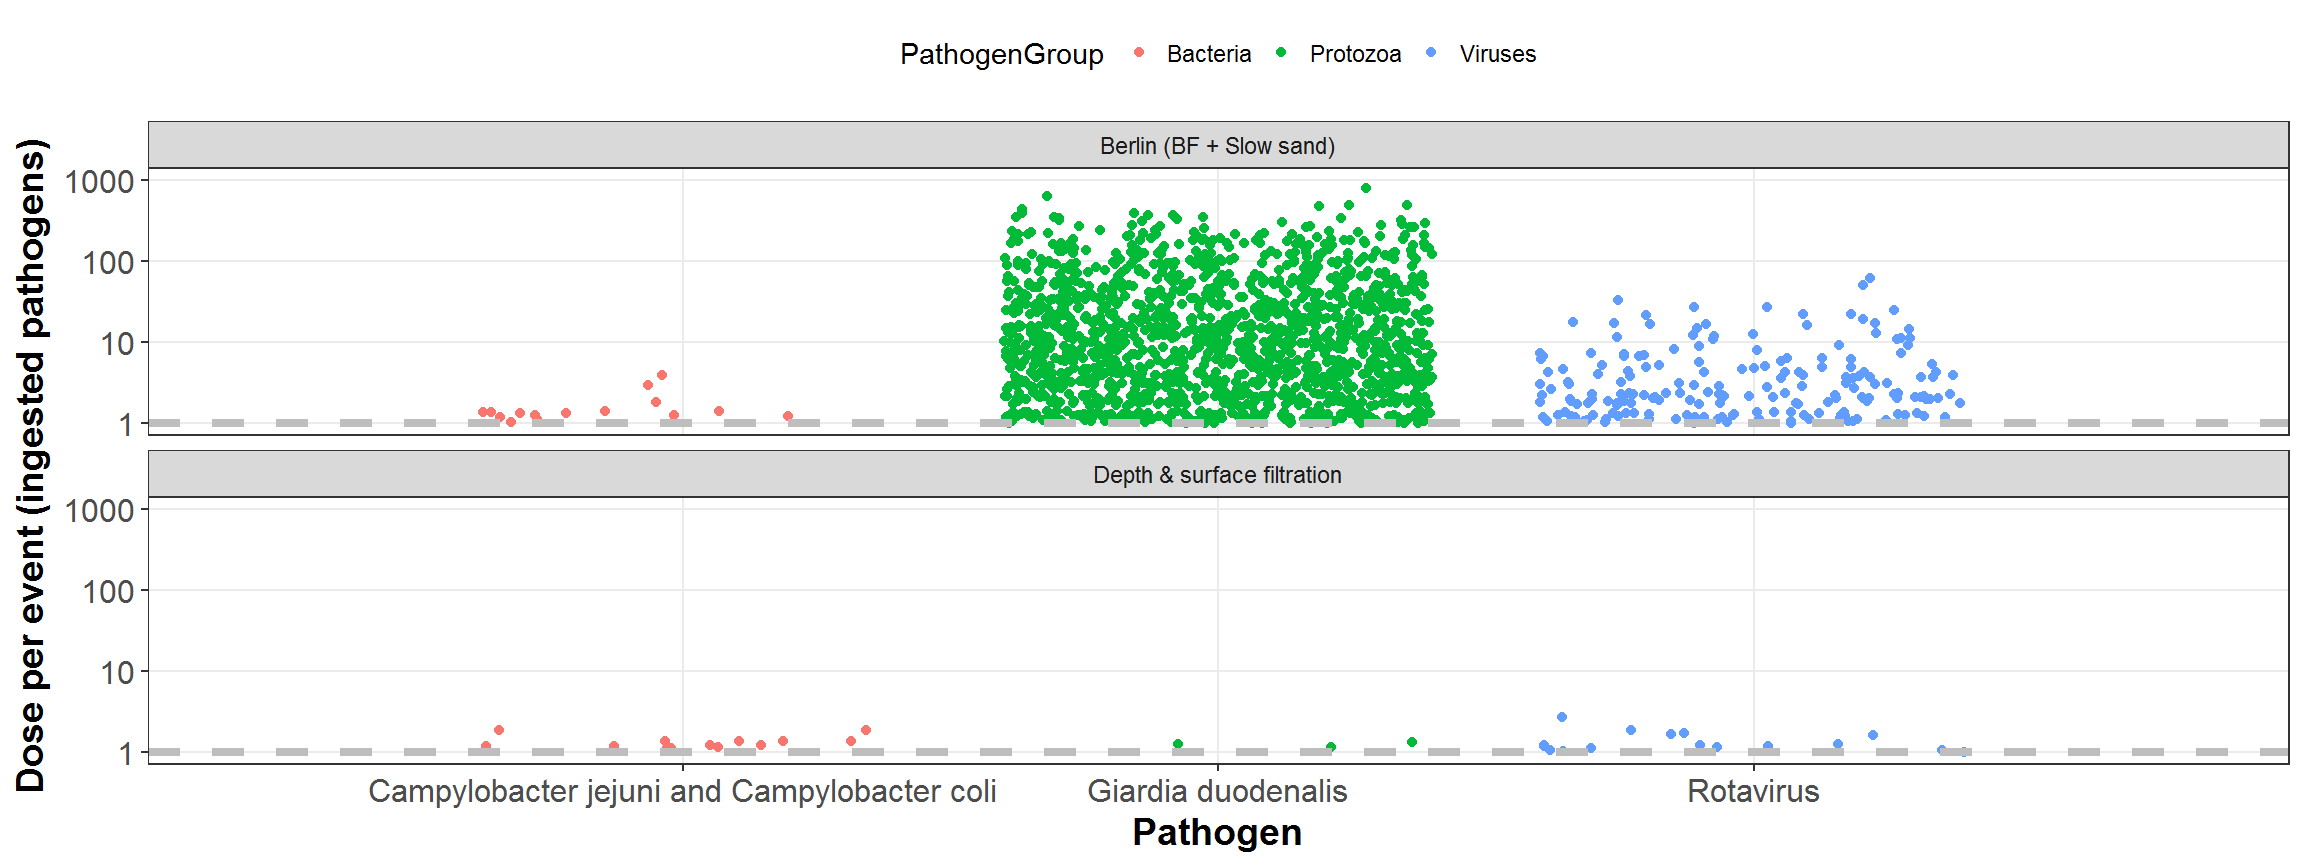 PathogenGroup Bacteria Protozoa Viruses
Dose per event (ingested pathogens)
Berlin (BF + Slow sand)
1000
100
10
1
Depth & surface filtration
1000
100
10
1
Campylobacter jejuni and Campylobacter coli Giardia duodenalis Rotavirus
Pathogen